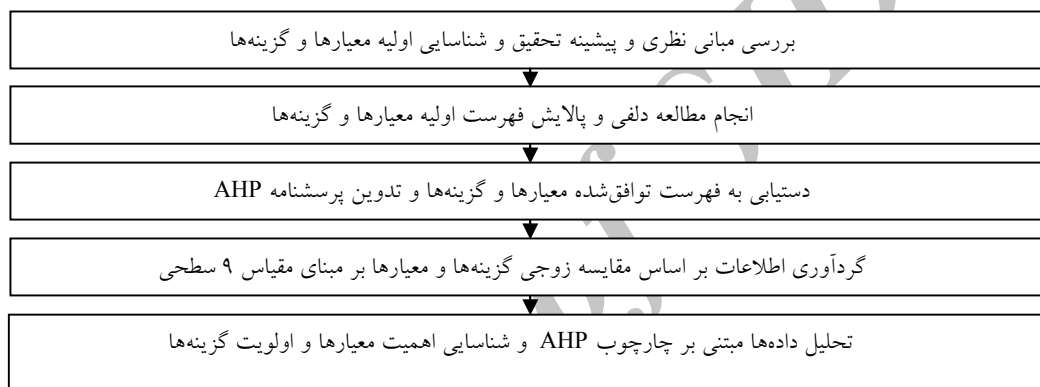 بررسی مبانی نظری و پیشینه تحقیق و شناسایی اولیه معیارها و گزینه‌ها
انجام مطالعه دلفی و پالایش فهرست اولیه معیارها و گزینه‌ها
دستیابی به فهرست توافق‌شده معیارها و گزینه‌ها و تدوین پرسشنامه AHP
گردآوری اطلاعات بر اساس مقایسه زوجی گزینه‌ها و معیارها بر مبنای مقیاس ۹ سطحی
تحلیل داده‌ها مبتنی بر چارچوب AHP و شناسایی اهمیت معیارها و اولویت گزینه‌ها